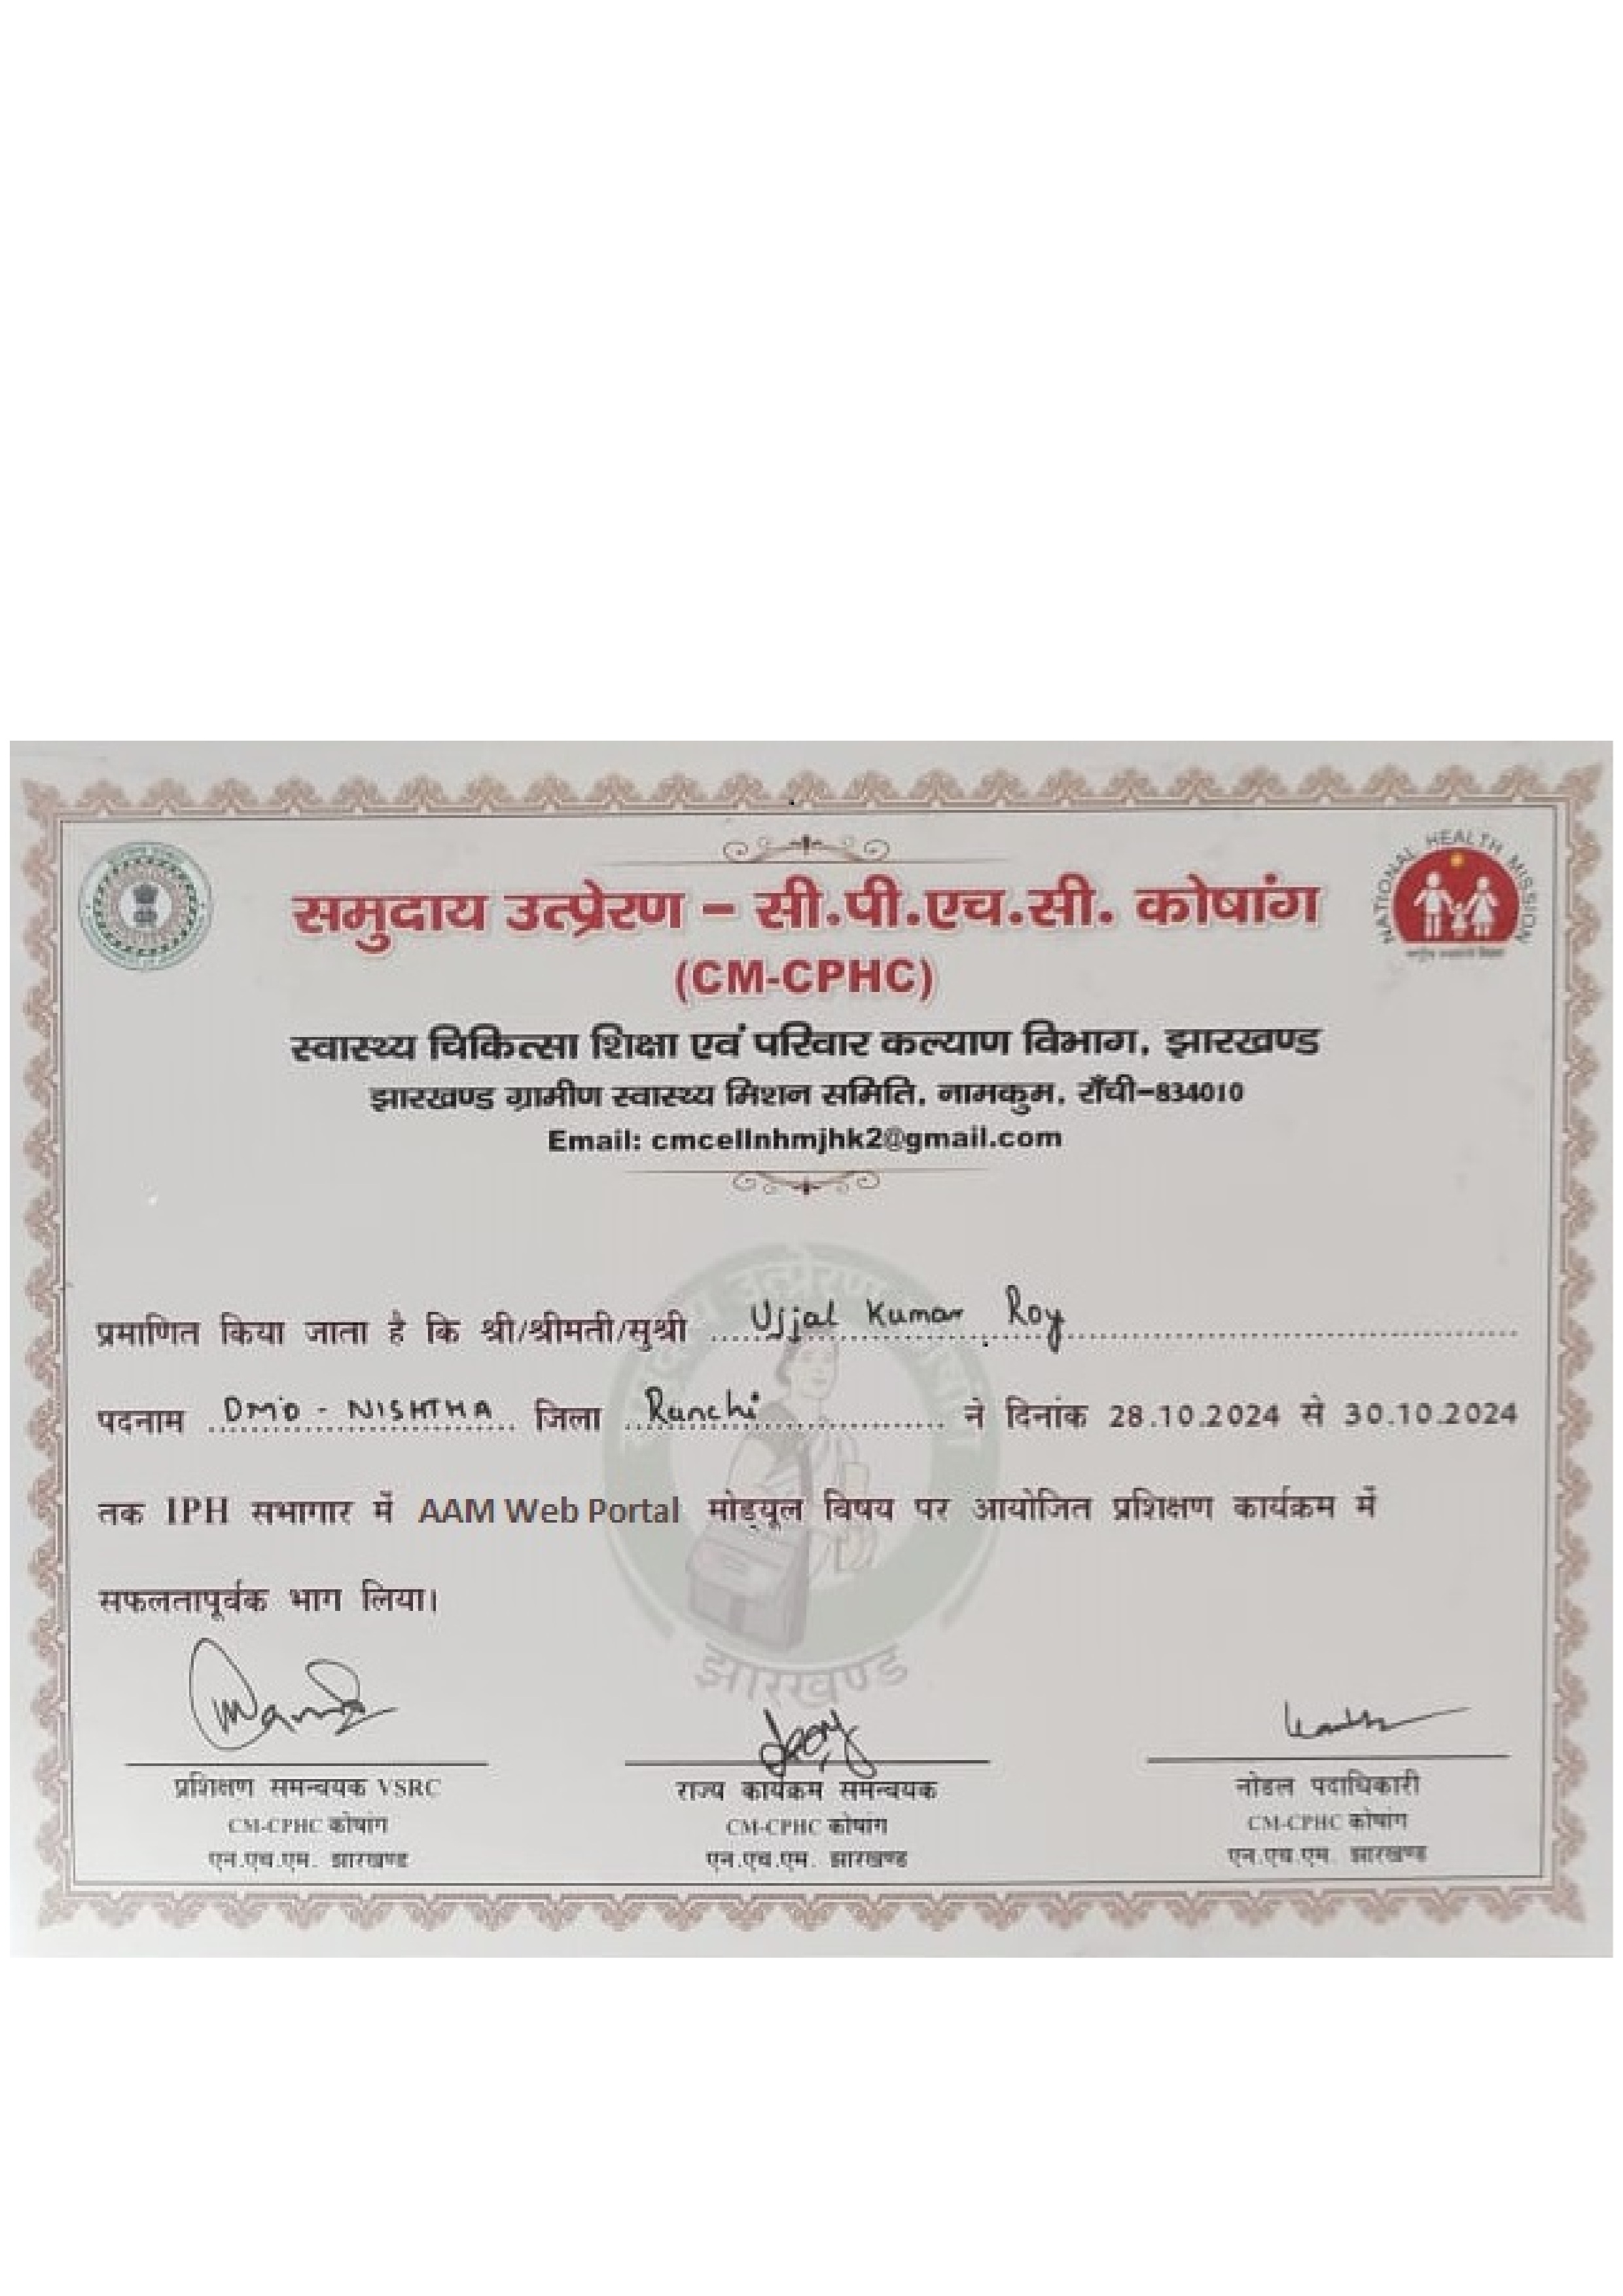 NATIONAL HEALTH MISSION
समुदाय उत्प्रेरण – सी.पी.एच.सी. कोषांग
(CM-CPHC)
स्वास्थ्य चिकित्सा शिक्षा एवं परिवार कल्याण विभाग, झारखण्ड
झारखण्ड ग्रामीण स्वास्थ्य मिशन समिति, नामकुम, राँची-834010
Email: cmcellnhmjhk2@gmail.com
प्रमाणित किया जाता है कि श्री/श्रीमती/सुश्री Ujjal Kumar Roy
पदनाम DMO - NISHTHA जिला Ranchi ने दिनांक 28.10.2024 से 30.10.2024
तक IPH सभागार में AAM Web Portal मोड्यूल विषय पर आयोजित प्रशिक्षण कार्यक्रम में
सफलतापूर्वक भाग लिया।
झारखण्ड
प्रशिक्षण समन्वयक VSRC
CM-CPHC कोषांग
एन.एच.एम. झारखण्ड
राज्य कार्यक्रम समन्वयक
CM-CPHC कोषांग
एन.एच.एम. झारखण्ड
नोडल पदाधिकारी
CM-CPHC कोषांग
एन.एच.एम. झारखण्ड